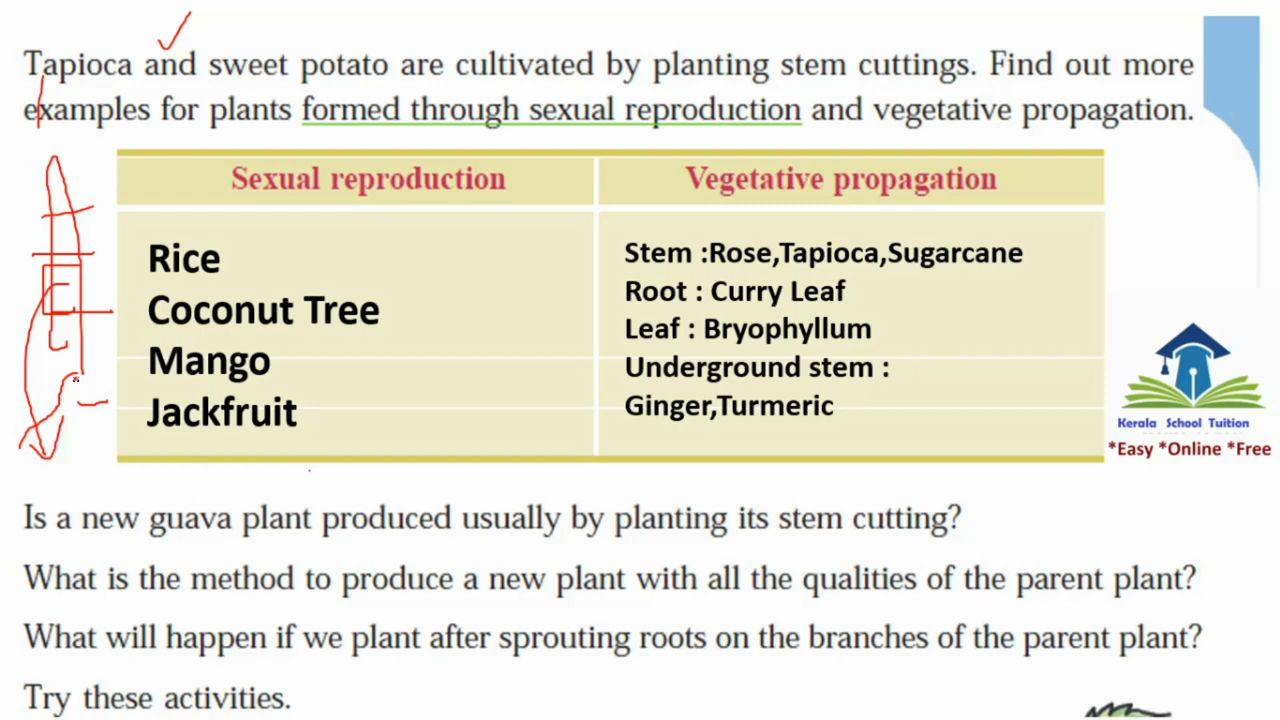 Tapioca and sweet potato are cultivated by planting stem cuttings. Find out more
examples for plants formed through sexual reproduction and vegetative propagation.
Sexual reproduction
Vegetative propagation
Rice
Coconut Tree
Mango
Jackfruit
Stem :Rose,Tapioca,Sugarcane
Root : Curry Leaf
Leaf : Bryophyllum
Underground stem :
Ginger,Turmeric
Kerala School Tuition
*Easy *Online *Free
Is a new guava plant produced usually by planting its stem cutting?
What is the method to produce a new plant with all the qualities of the parent plant?
What will happen if we plant after sprouting roots on the branches of the parent plant?
Try these activities.